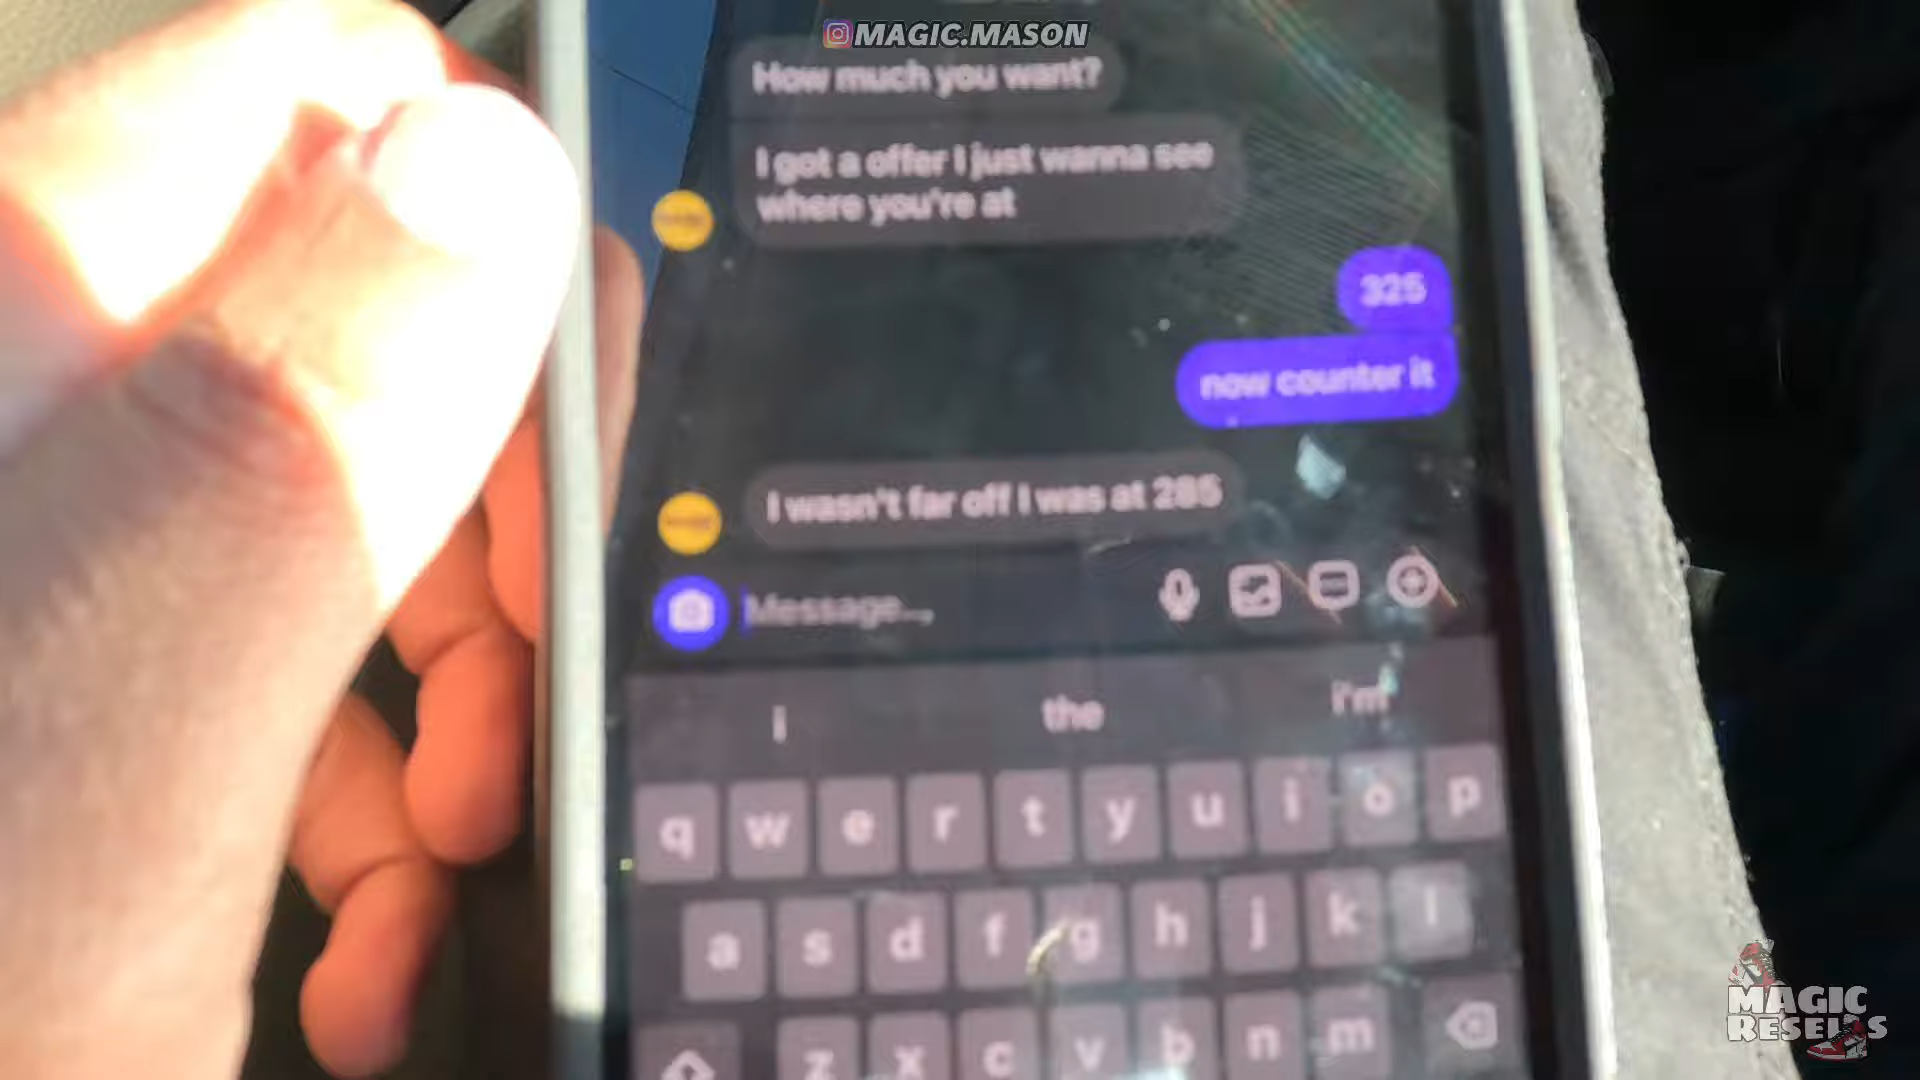 MAGIC.MASON
How much you want?
I got a offer I just wanna see
where you're at
325
now counter it
I wasn't far off I was at 285
Message...
i the i'm
q w e r t y u i o p
a s d f g h j k l
z x c v b n m
MAGIC
RESELLS